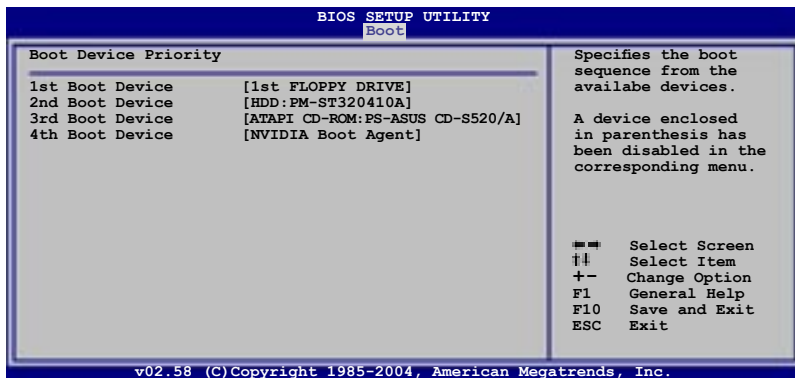 BIOS SETUP UTILITY
Boot
Boot Device Priority
1st Boot Device [1st FLOPPY DRIVE]
2nd Boot Device [HDD:PM-ST320410A]
3rd Boot Device [ATAPI CD-ROM:PS-ASUS CD-S520/A]
4th Boot Device [NVIDIA Boot Agent]
Specifies the boot
sequence from the
availabe devices.
A device enclosed
in parenthesis has
been disabled in the
corresponding menu.
←→ Select Screen
↑↓ Select Item
+- Change Option
F1 General Help
F10 Save and Exit
ESC Exit
v02.58 (C)Copyright 1985-2004, American Megatrends, Inc.